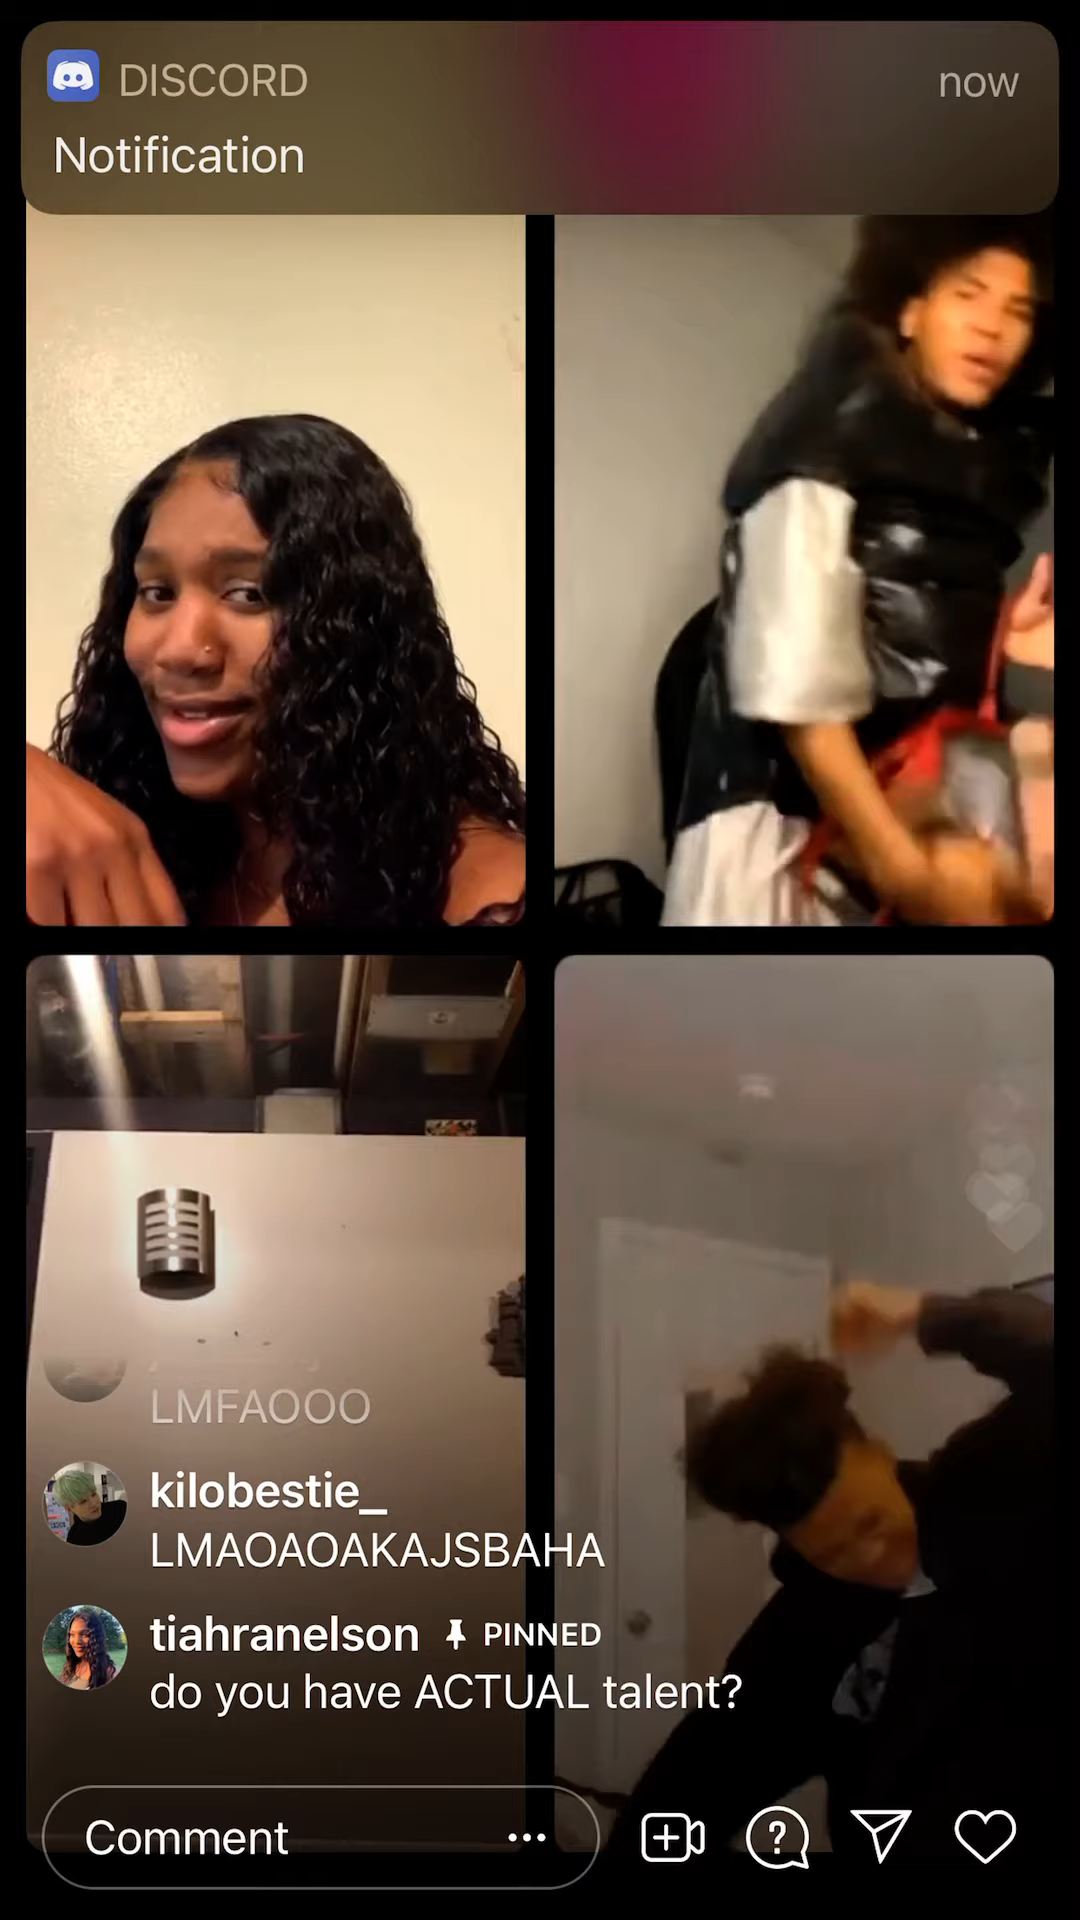 DISCORD
now
Notification
LMFAOOO
kilobestie_
LMAOAOAKAJSBAHA
tiahranelson PINNED
do you have ACTUAL talent?
Comment